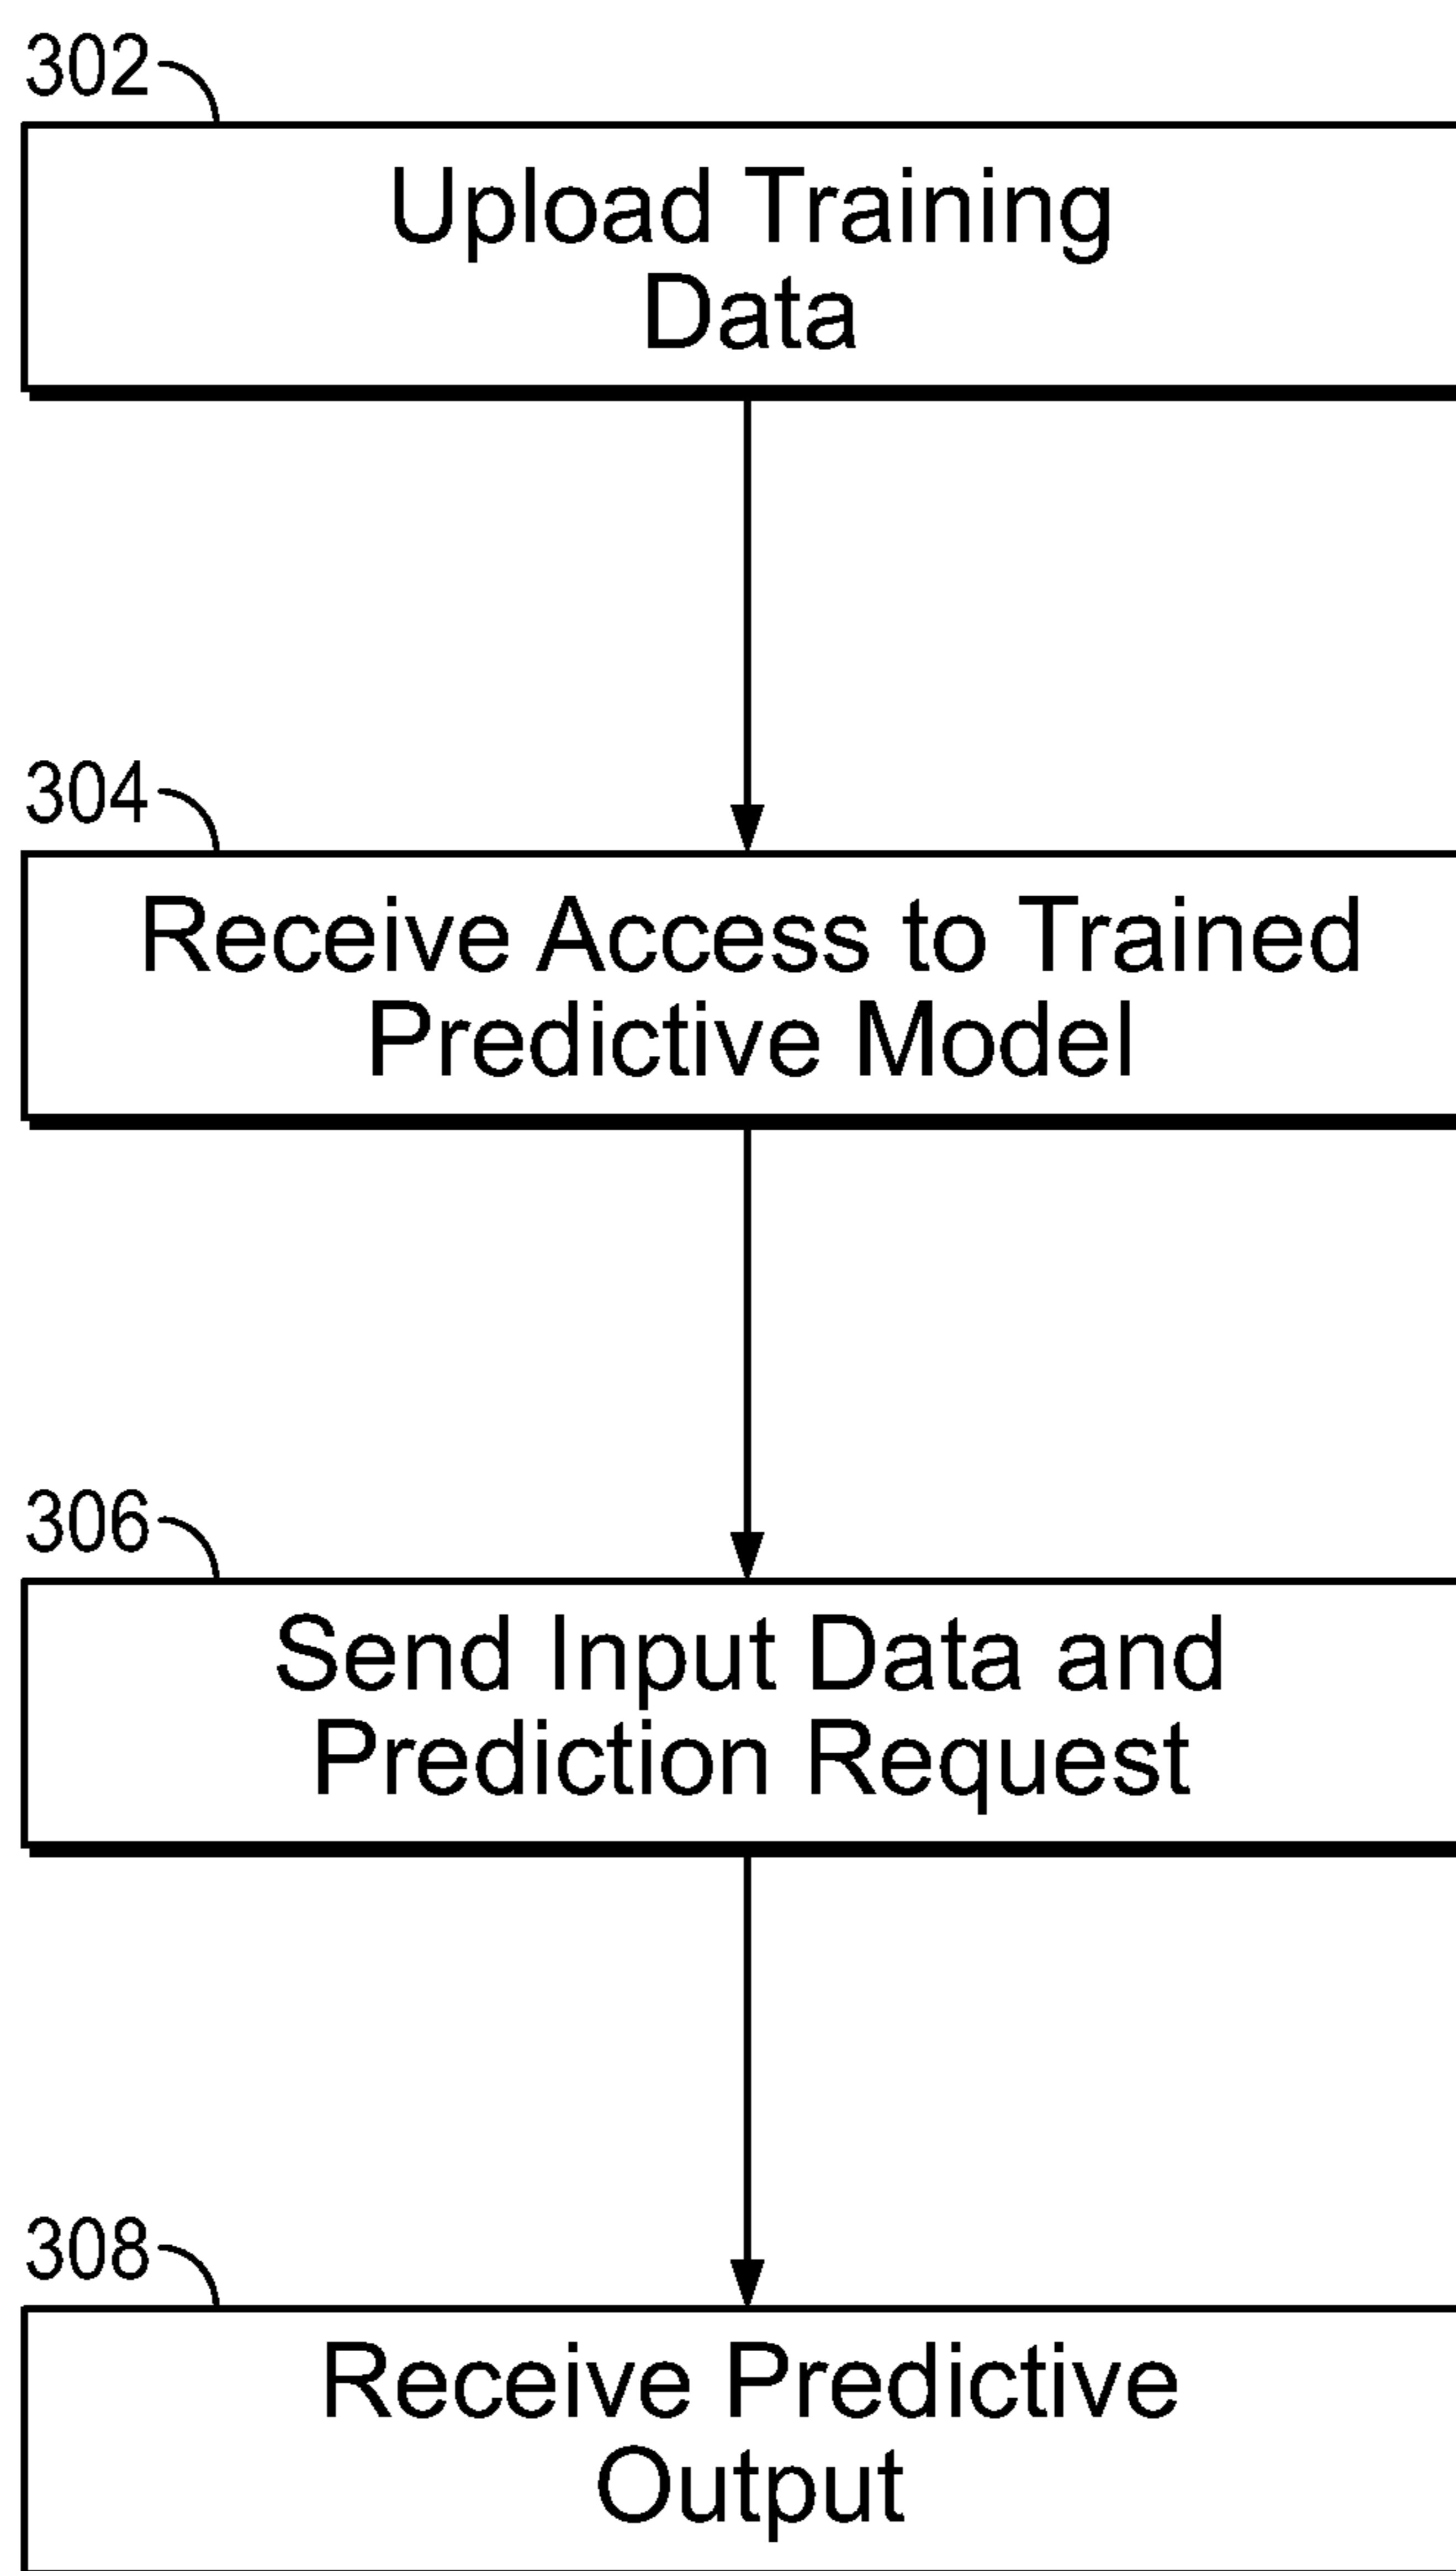 302
Upload Training
Data
304
Receive Access to Trained
Predictive Model
306
Send Input Data and
Prediction Request
308
Receive Predictive
Output